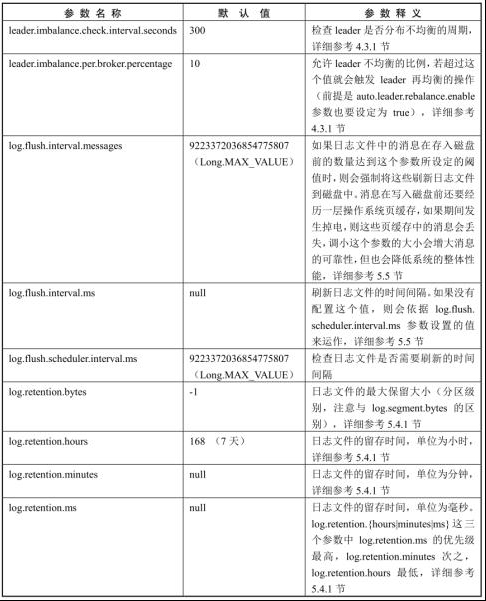 参数名称 默认值 参数释义
leader.imbalance.check.interval.seconds 300 检查 leader 是否分布不均衡的周期，
详细参考 4.3.1 节
leader.imbalance.per.broker.percentage 10 允许 leader 不均衡的比例，若超过这
个值就会触发 leader 再均衡的操作
（前提是 auto.leader.rebalance.enable
参数也要设定为 true），详细参考
4.3.1 节
log.flush.interval.messages 9223372036854775807 如果日志文件中的消息在存入磁盘
（Long.MAX_VALUE） 前的数量达到这个参数所设定的阈
值时，则会强制将这些刷新日志文件
到磁盘中。消息在写入磁盘前还要经
历一层操作系统页缓存，如果期间发
生掉电，则这些页缓存中的消息会丢
失，调小这个参数的大小会增大消息
的可靠性，但也会降低系统的整体性
能，详细参考 5.5 节
log.flush.interval.ms null 刷新日志文件的时间间隔。如果没有
配置这个值，则会依据 log.flush.
scheduler.interval.ms 参数设置的值
来运作，详细参考 5.5 节
log.flush.scheduler.interval.ms 9223372036854775807 检查日志文件是否需要刷新的时间
（Long.MAX_VALUE） 间隔
log.retention.bytes -1 日志文件的最大保留大小（分区级
别，注意与 log.segment.bytes 的区
别），详细参考 5.4.1 节
log.retention.hours 168 （7 天） 日志文件的留存时间，单位为小时，
详细参考 5.4.1 节
log.retention.minutes null 日志文件的留存时间，单位为分钟，
详细参考 5.4.1 节
log.retention.ms null 日志文件的留存时间，单位为毫秒。
log.retention.{hours|minutes|ms} 这三
个参数中 log.retention.ms 的优先级
最高，log.retention.minutes 次之，
log.retention.hours 最低，详细参考
5.4.1 节